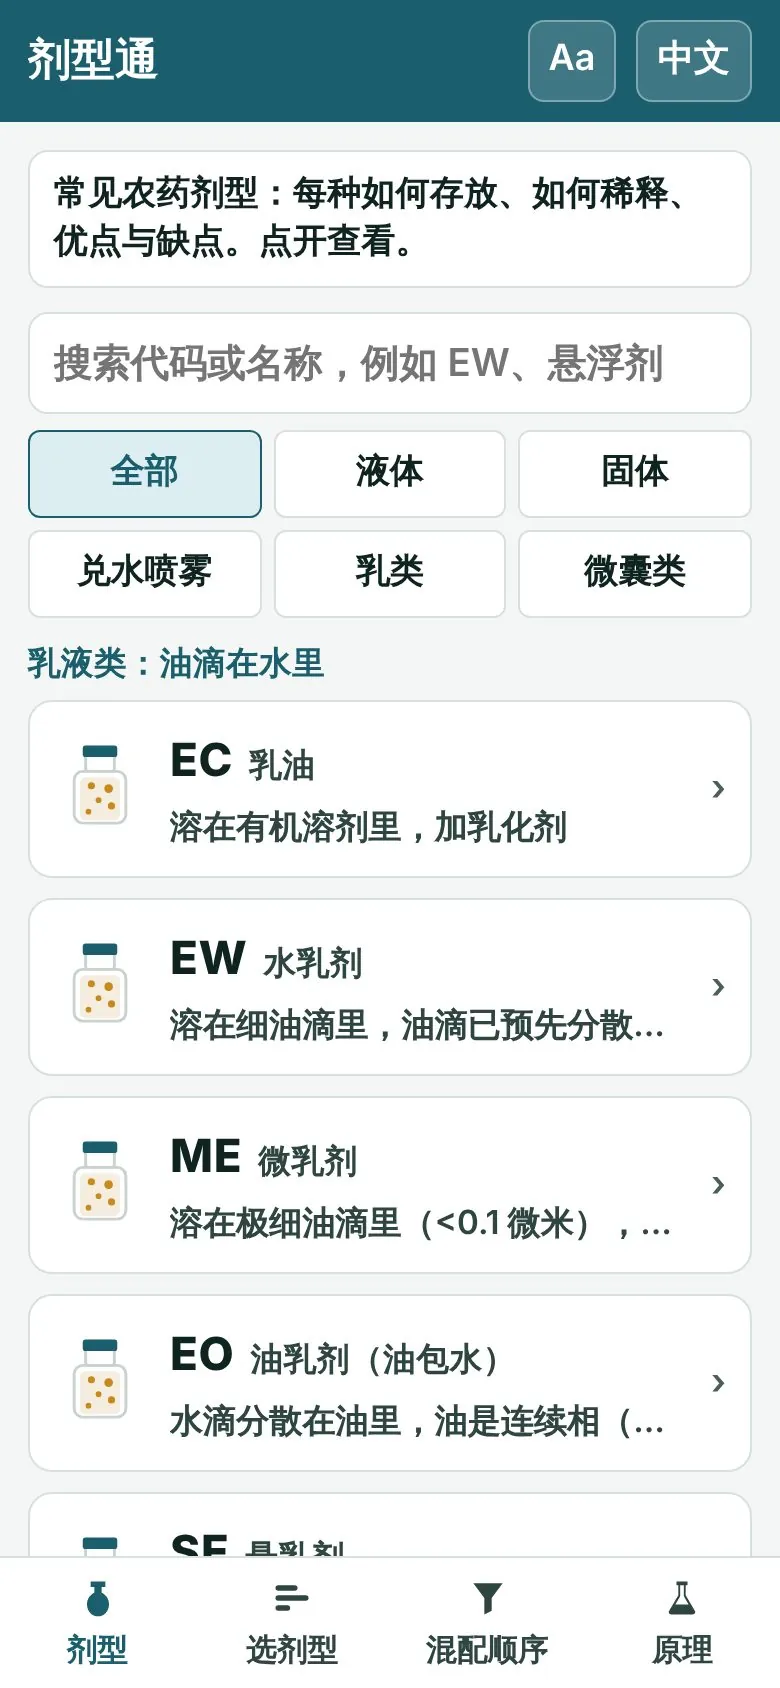 剂型通
Aa
中文
常见农药剂型：每种如何存放、如何稀释、
优点与缺点。点开查看。
搜索代码或名称，例如 EW、悬浮剂
全部
液体
固体
兑水喷雾
乳类
微囊类
乳液类：油滴在水里
EC 乳油
溶在有机溶剂里，加乳化剂
EW 水乳剂
溶在细油滴里，油滴已预先分散...
ME 微乳剂
溶在极细油滴里（<0.1 微米），...
EO 油乳剂（油包水）
水滴分散在油里，油是连续相（...
SE 悬乳剂
剂型
选剂型
混配顺序
原理